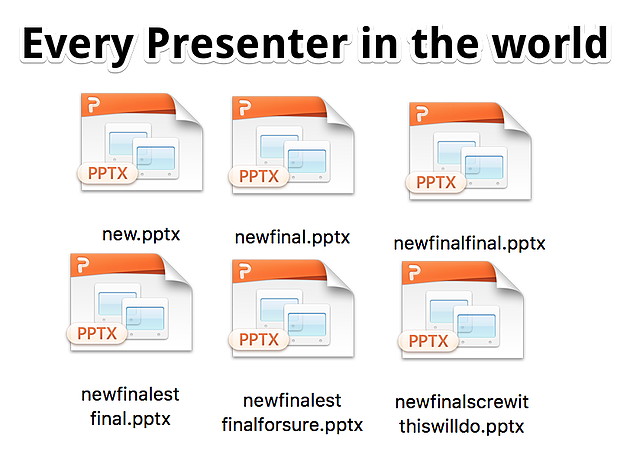 Every Presenter in the world
PPTX
PPTX
PPTX
new.pptx
newfinal.pptx
newfinalfinal.pptx
PPTX
PPTX
PPTX
newfinalest
final.pptx
newfinalest
finalforsure.pptx
newfinalscrewit
thiswilldo.pptx